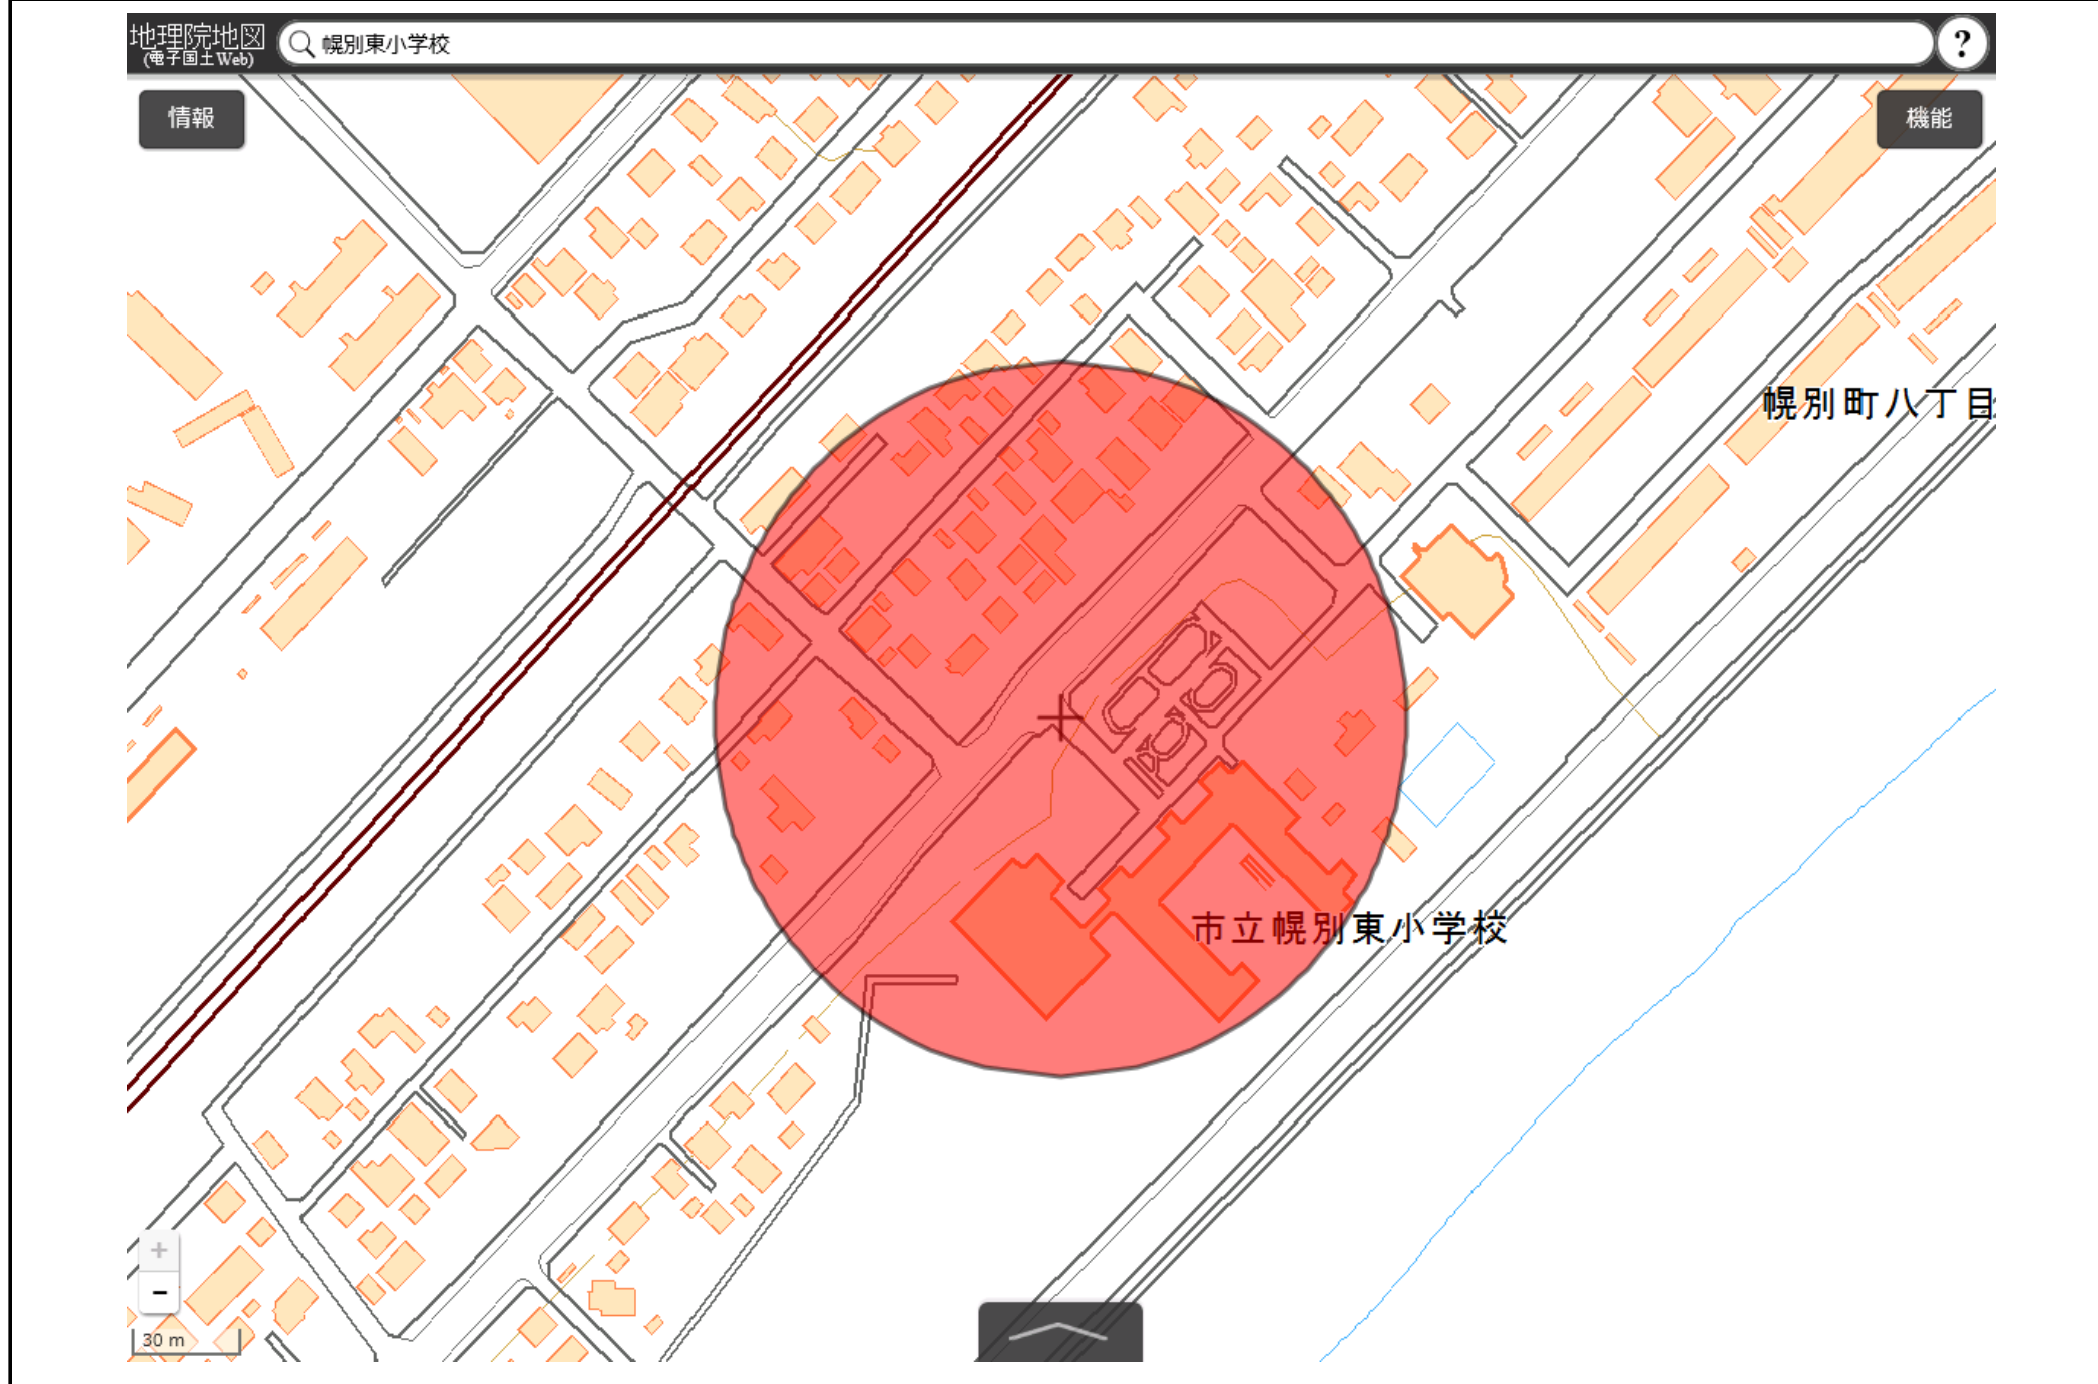 地理院地図
(電子国土Web)
幌別東小学校
?
情報
機能
幌別町八丁目
市立幌別東小学校
+
−
30 m